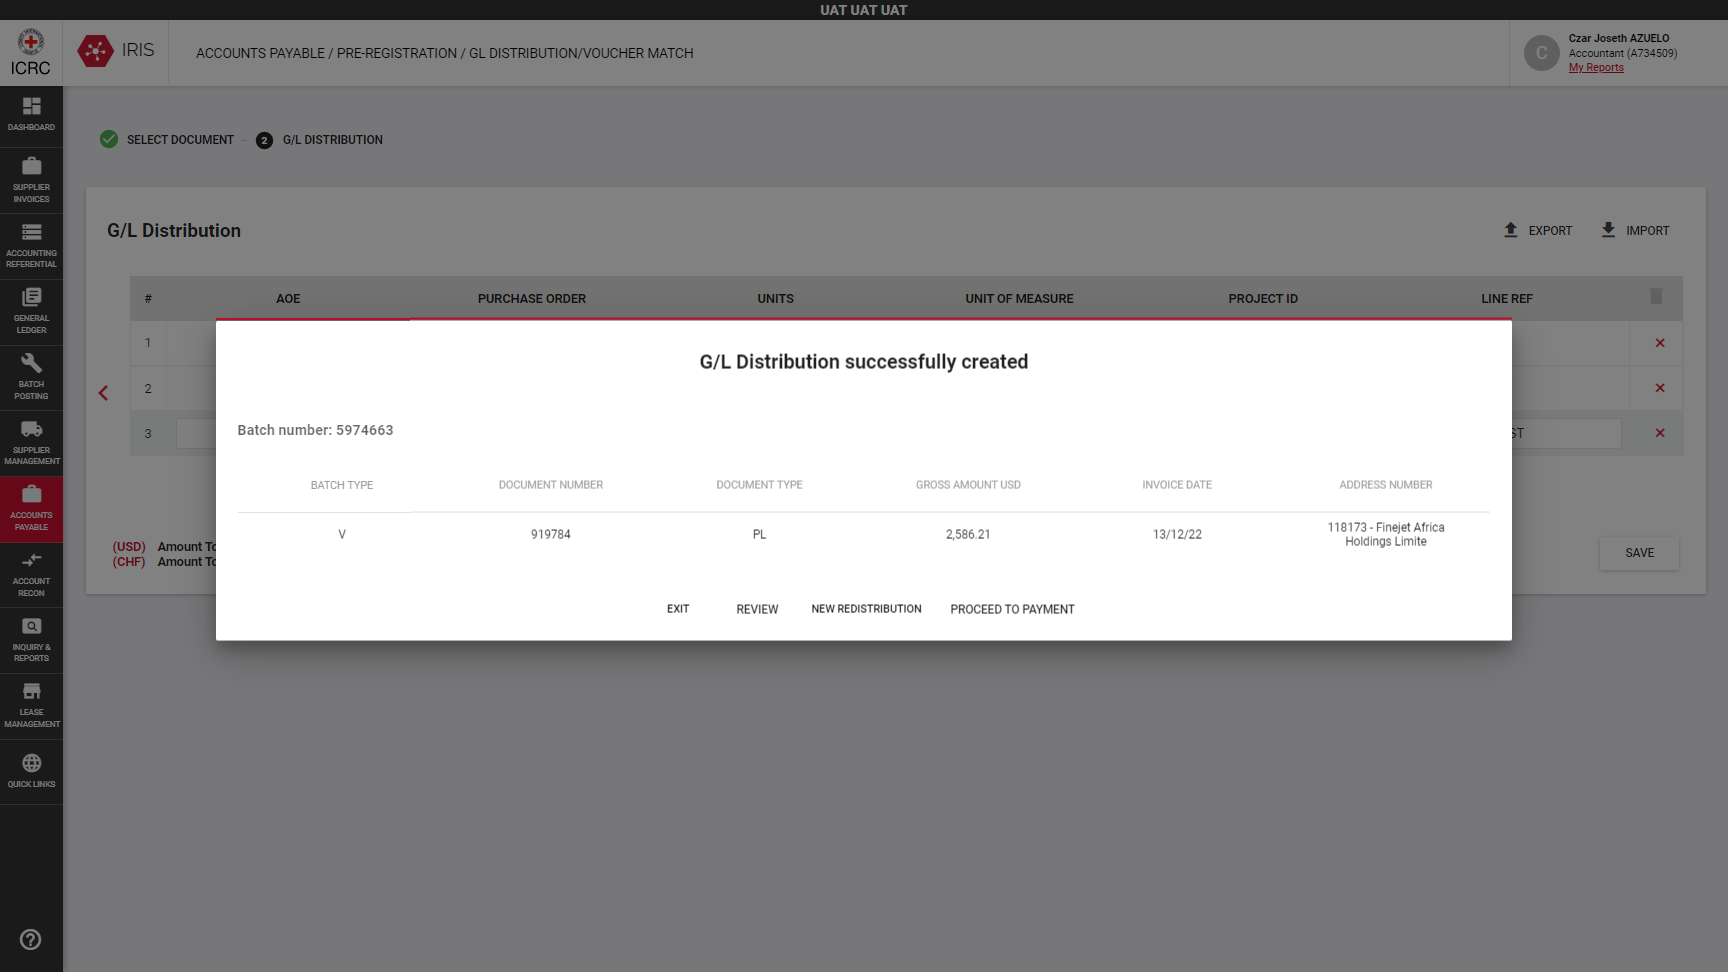 UAT UAT UAT
ICRC
IRIS
ACCOUNTS PAYABLE / PRE-REGISTRATION / GL DISTRIBUTION/VOUCHER MATCH
C
Czar Joseth AZUELO
Accountant (A734509)
My Reports
DASHBOARD
SUPPLIER
INVOICES
ACCOUNTING
REFERENTIAL
GENERAL
LEDGER
BATCH
POSTING
SUPPLIER
MANAGEMENT
ACCOUNTS
PAYABLE
ACCOUNT
RECON
INQUIRY &
REPORTS
LEASE
MANAGEMENT
QUICK LINKS
SELECT DOCUMENT
2 G/L DISTRIBUTION
G/L Distribution
EXPORT IMPORT
# AOE PURCHASE ORDER UNITS UNIT OF MEASURE PROJECT ID LINE REF
1
2
3
ST
(USD) Amount To
(CHF) Amount To
SAVE
G/L Distribution successfully created
Batch number: 5974663
BATCH TYPE DOCUMENT NUMBER DOCUMENT TYPE GROSS AMOUNT USD INVOICE DATE ADDRESS NUMBER
V 919784 PL 2,586.21 13/12/22 118173 - Finejet Africa
Holdings Limite
EXIT REVIEW NEW REDISTRIBUTION PROCEED TO PAYMENT